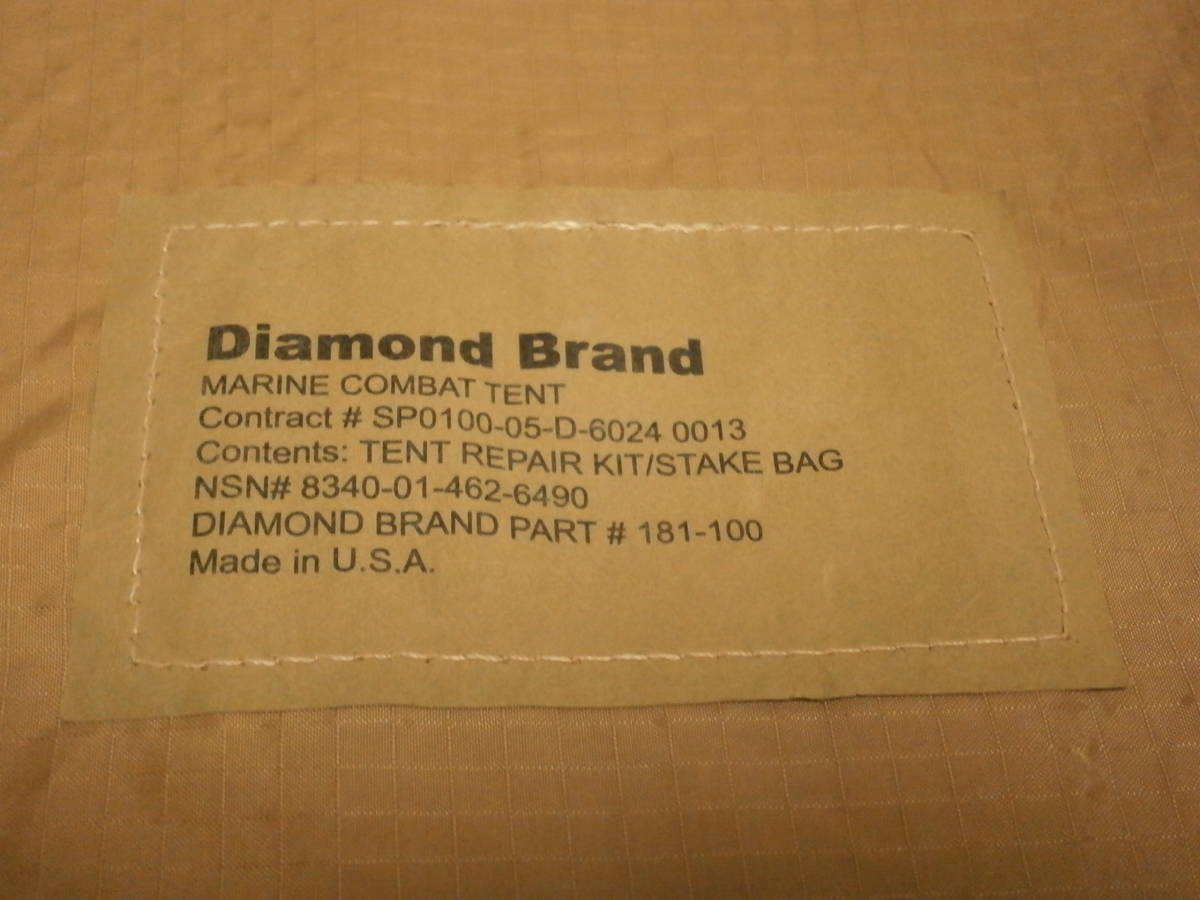 Diamond Brand
MARINE COMBAT TENT
Contract # SP0100-05-D-6024 0013
Contents: TENT REPAIR KIT/STAKE BAG
NSN# 8340-01-462-6490
DIAMOND BRAND PART # 181-100
Made in U.S.A.